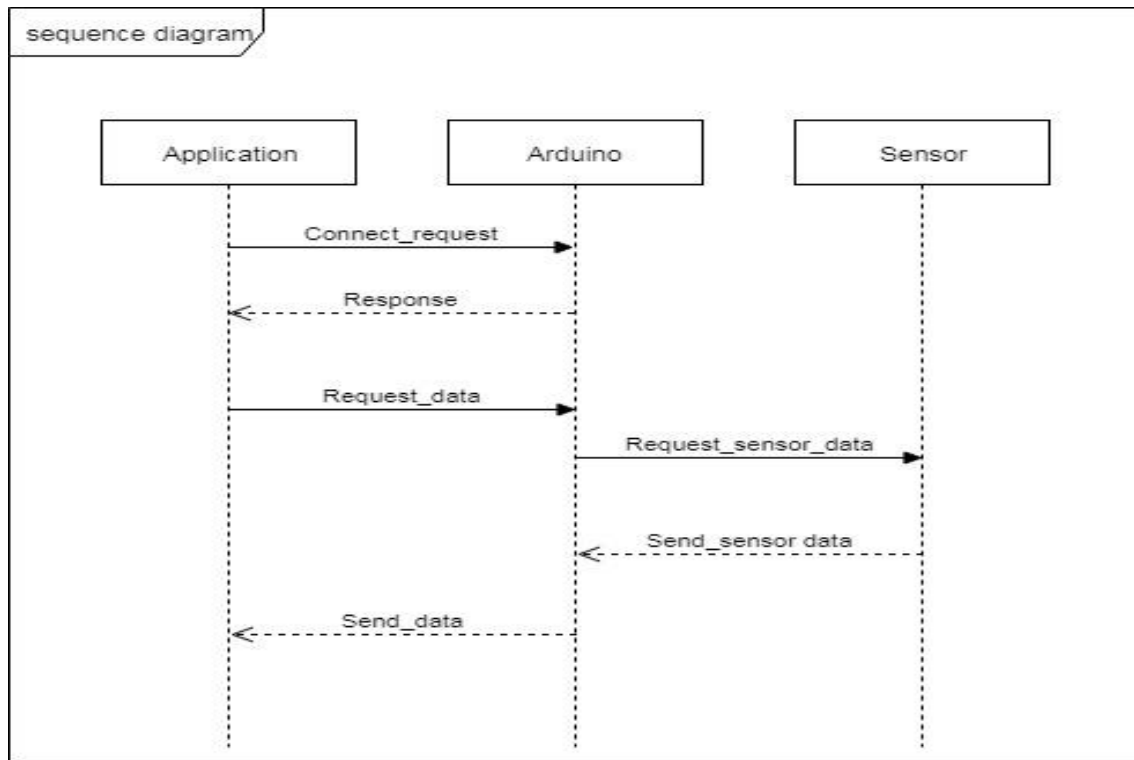 sequence diagram
Application
Arduino
Sensor
Connect_request
Response
Request_data
Request_sensor_data
Send_sensor data
Send_data